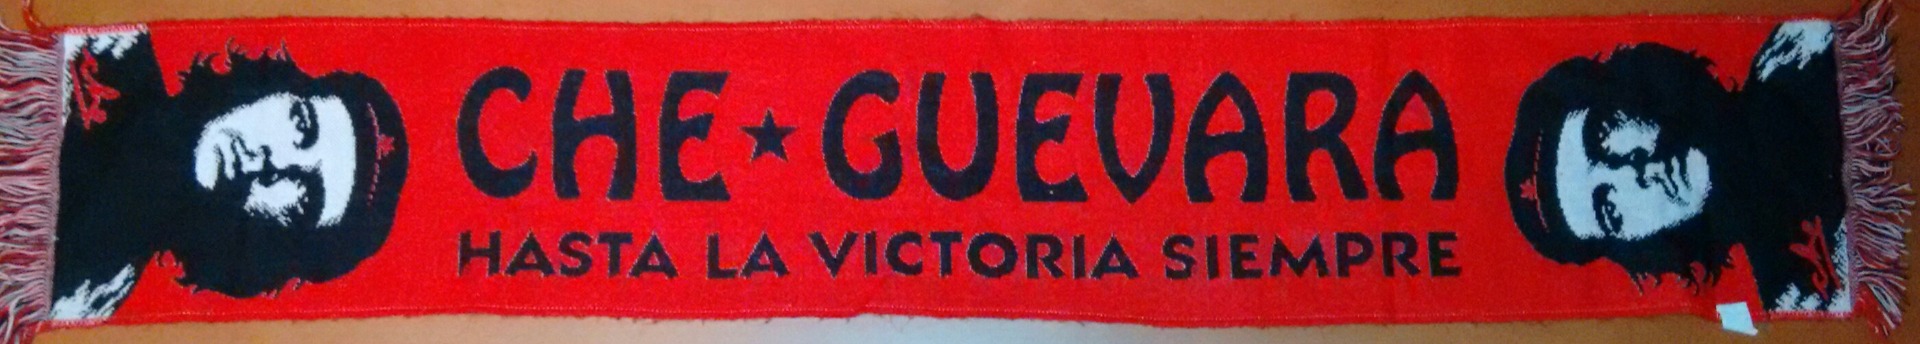 CHE★GUEVARA
HASTA LA VICTORIA SIEMPRE